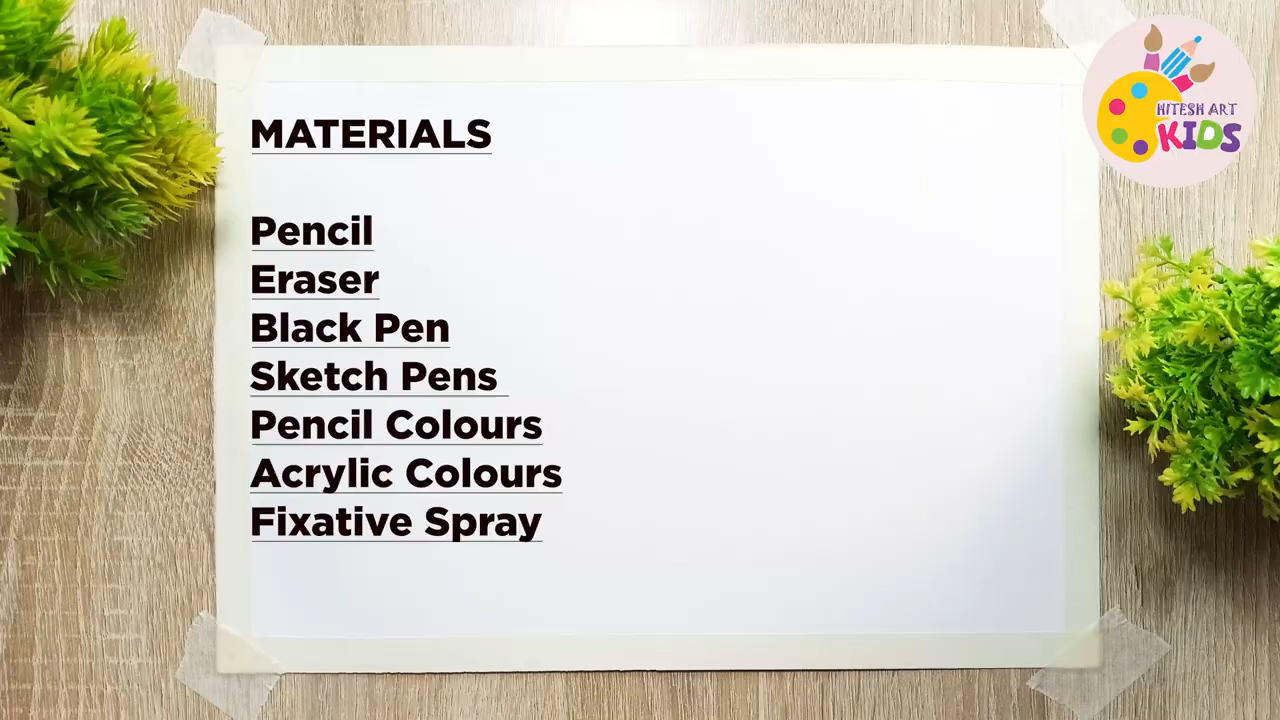 HITESH ART
KIDS
MATERIALS
Pencil
Eraser
Black Pen
Sketch Pens
Pencil Colours
Acrylic Colours
Fixative Spray